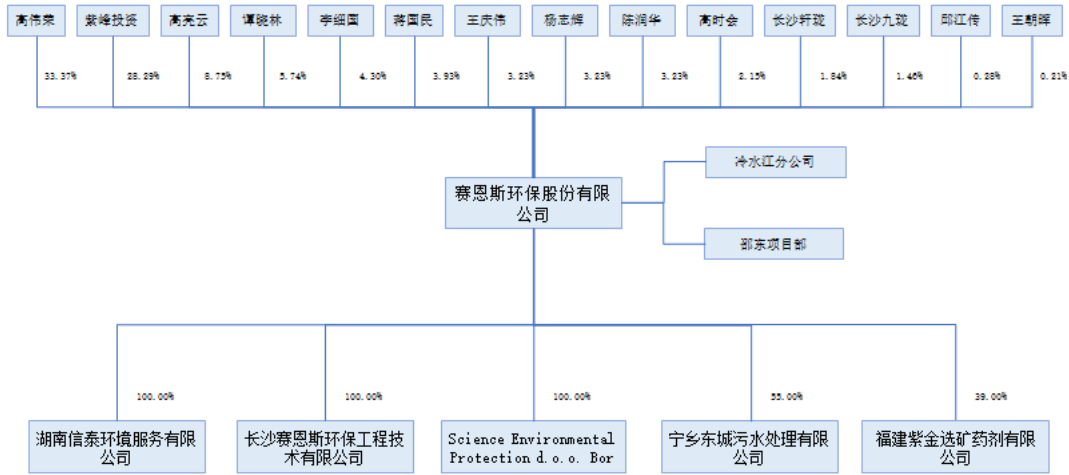 高伟荣 紫峰投资 高亮云 谭晓林 李细国 蒋国民 王庆伟 杨志辉 陈润华 高时会 长沙轩珑 长沙九珑 邱江传 王朝晖
33.37% 28.29% 8.75% 5.74% 4.30% 3.93% 3.23% 3.23% 3.23% 2.15% 1.84% 1.46% 0.28% 0.21%
冷水江分公司
赛恩斯环保股份有限
公司
邵东项目部
100.00% 100.00% 100.00% 55.00% 39.00%
湖南信泰环境服务有限
公司
长沙赛恩斯环保工程技
术有限公司
Science Environmental
Protection d.o.o. Bor
宁乡东城污水处理有限
公司
福建紫金选矿药剂有限
公司